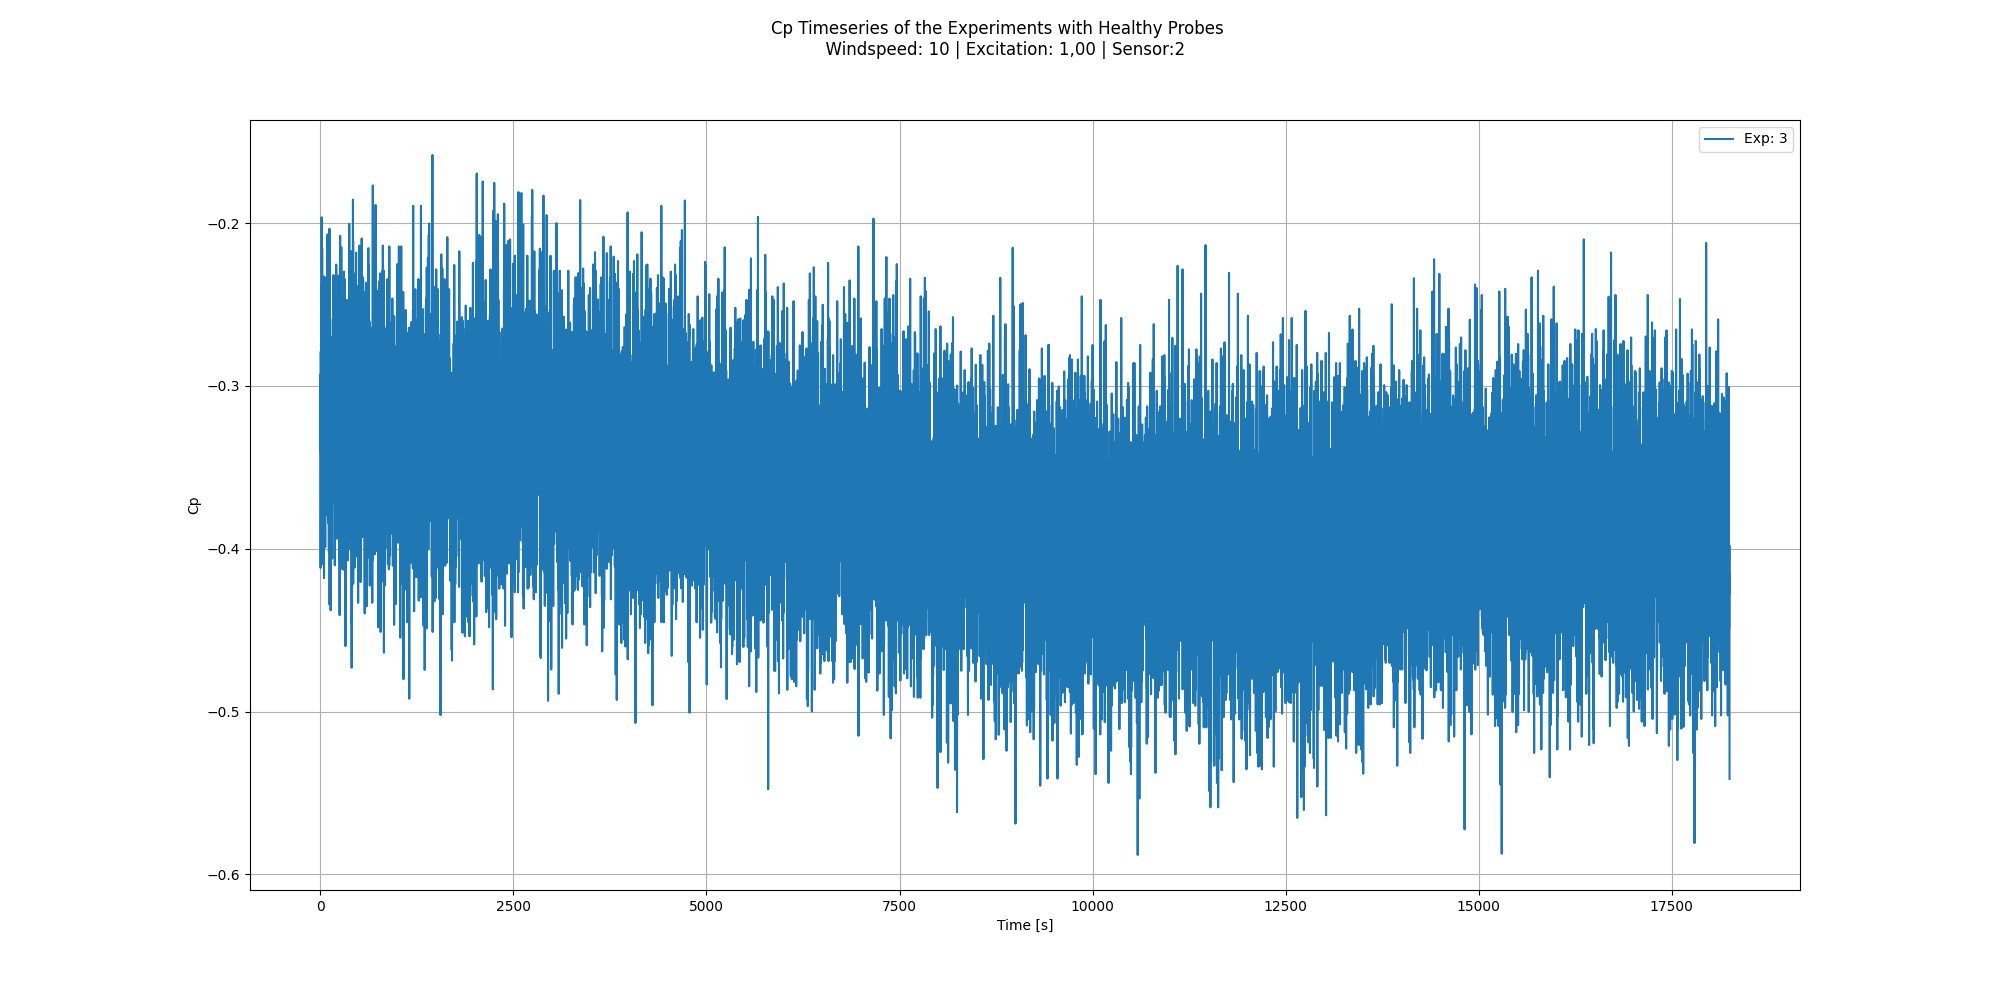 Cp Timeseries of the Experiments with Healthy Probes
Windspeed: 10 | Excitation: 1,00 | Sensor:2
Exp: 3
−0.2
−0.3
−0.4
−0.5
−0.6
Cp
0 2500 5000 7500 10000 12500 15000 17500
Time [s]